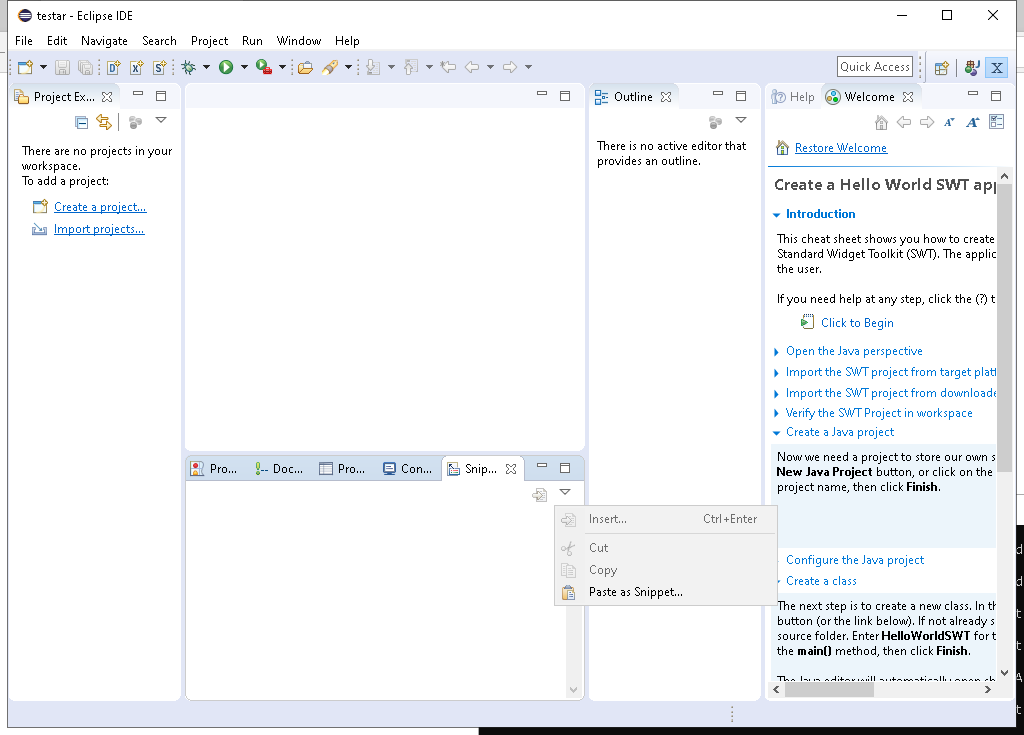 testar - Eclipse IDE
File Edit Navigate Search Project Run Window Help
Quick Access
Project Ex...
There are no projects in your
workspace.
To add a project:
Create a project...
Import projects...
Outline
There is no active editor that
provides an outline.
Help Welcome
Restore Welcome
Create a Hello World SWT app
Introduction
This cheat sheet shows you how to create
Standard Widget Toolkit (SWT). The applic
the user.
If you need help at any step, click the (?) t
Click to Begin
Open the Java perspective
Import the SWT project from target platf
Import the SWT project from downloade
Verify the SWT Project in workspace
Create a Java project
Now we need a project to store our own s
New Java Project button, or click on the
project name, then click Finish.
Configure the Java project
Create a class
The next step is to create a new class. In th
button (or the link below). If not already s
source folder. Enter HelloWorldSWT for t
the main() method, then click Finish.
The Java editor will automatically open sh
Pro... Doc... Pro... Con... Snip...
Insert... Ctrl+Enter
Cut
Copy
Paste as Snippet...